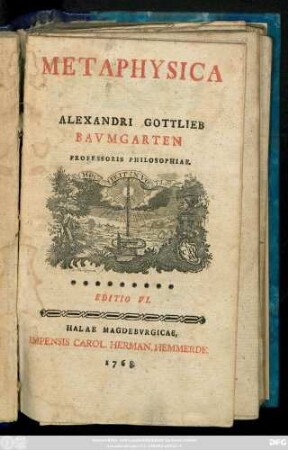 METAPHYSICA
ALEXANDRI GOTTLIEB
BAVMGARTEN
PROFESSORIS PHILOSOPHIAE.
EDITIO VI.
HALAE MAGDEBVRGICAE,
IMPENSIS CAROL. HERMAN. HEMMERDE.
1768.